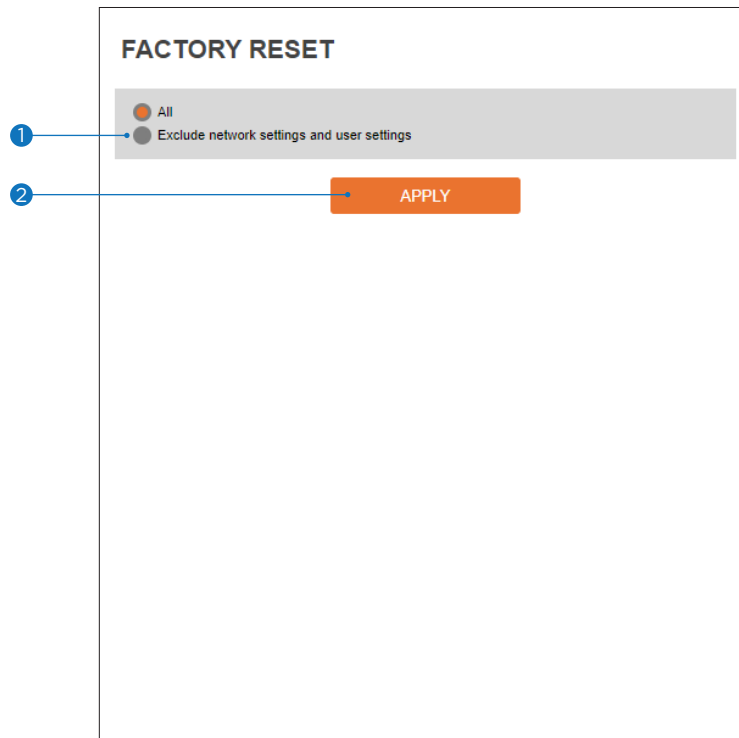 FACTORY RESET
All
1
Exclude network settings and user settings
2
APPLY